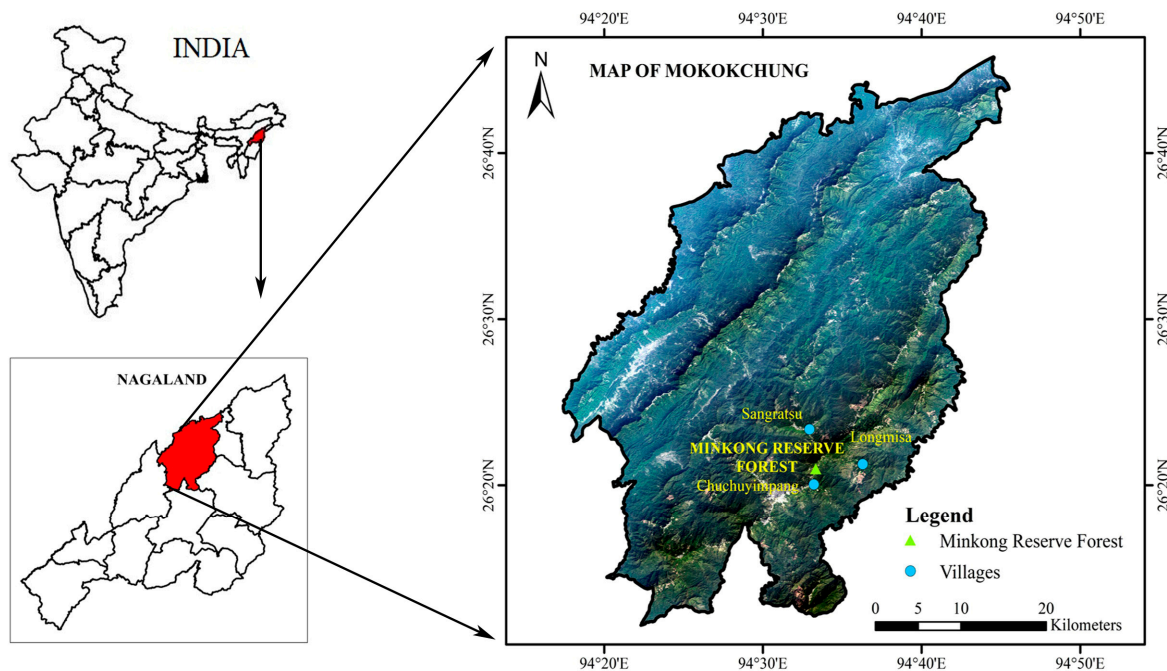 INDIA
NAGALAND
94°20'E 94°30'E 94°40'E 94°50'E
N
MAP OF MOKOKCHUNG
26°40'N 26°40'N
26°30'N 26°30'N
Sangratsu
Longmisa
MINKONG RESERVE
FOREST
26°20'N 26°20'N
Chuchuyimpang
Legend
Minkong Reserve Forest
Villages
0 5 10 20
Kilometers
94°20'E 94°30'E 94°40'E 94°50'E